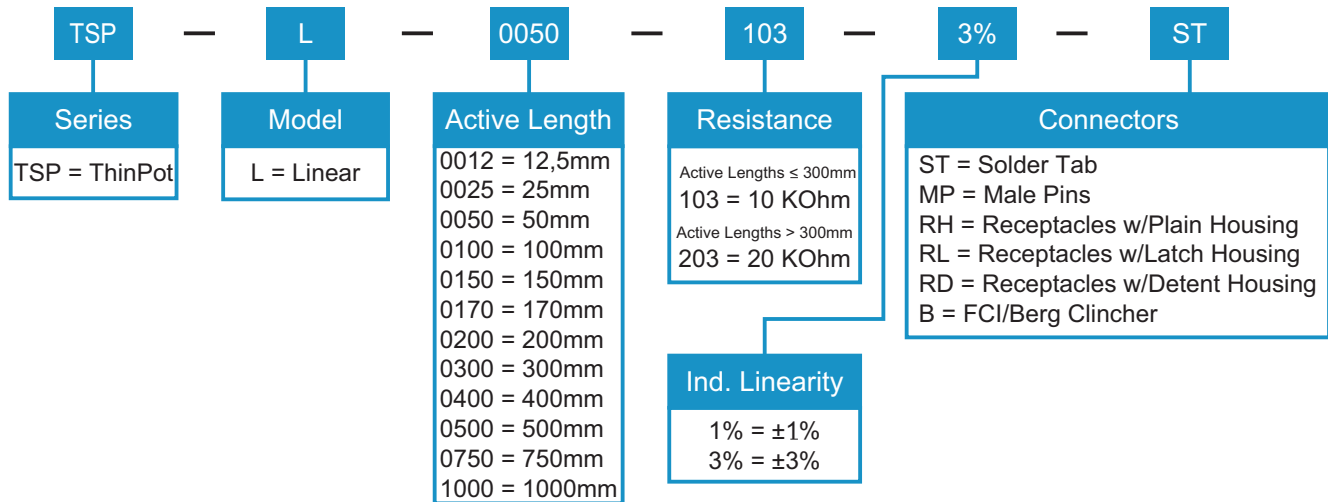 TSP — L — 0050 — 103 — 3% — ST
Series
TSP = ThinPot
Model
L = Linear
Active Length
0012 = 12,5mm
0025 = 25mm
0050 = 50mm
0100 = 100mm
0150 = 150mm
0170 = 170mm
0200 = 200mm
0300 = 300mm
0400 = 400mm
0500 = 500mm
0750 = 750mm
1000 = 1000mm
Resistance
Active Lengths ≤ 300mm
103 = 10 KOhm
Active Lengths > 300mm
203 = 20 KOhm
Ind. Linearity
1% = ±1%
3% = ±3%
Connectors
ST = Solder Tab
MP = Male Pins
RH = Receptacles w/Plain Housing
RL = Receptacles w/Latch Housing
RD = Receptacles w/Detent Housing
B = FCI/Berg Clincher